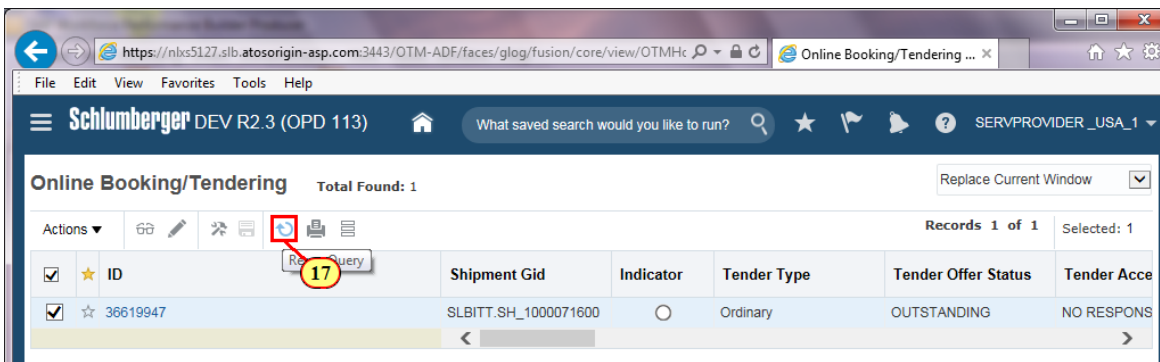 https://nlxs5127.slb.atosorigin-asp.com:3443/OTM-ADF/faces/glog/fusion/core/view/OTMHc Online Booking/Tendering ...
File Edit View Favorites Tools Help
Schlumberger DEV R2.3 (OPD 113) What saved search would you like to run? SERVPROVIDER _USA_1
Online Booking/Tendering Total Found: 1 Replace Current Window
Actions Records 1 of 1 Selected: 1
Query
17
ID Shipment Gid Indicator Tender Type Tender Offer Status Tender Acce
36619947 SLBITT.SH_1000071600 Ordinary OUTSTANDING NO RESPONS